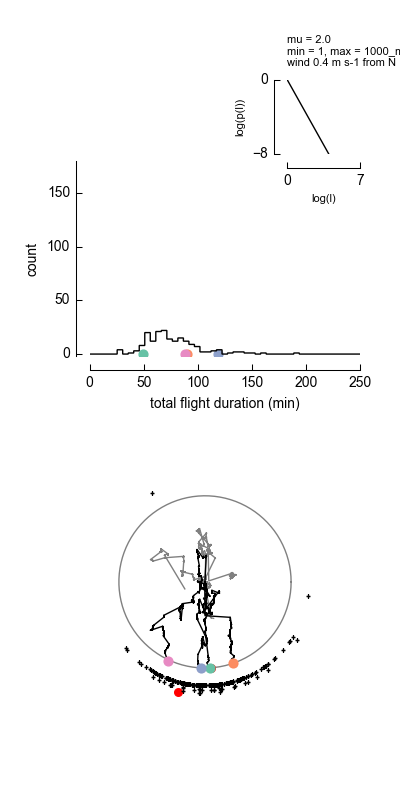 mu = 2.0
min = 1, max = 1000_m
wind 0.4 m s-1 from N
0
log(p(l))
−8
0
7
log(l)
150
100
count
50
0
0
50
100
150
200
250
total flight duration (min)